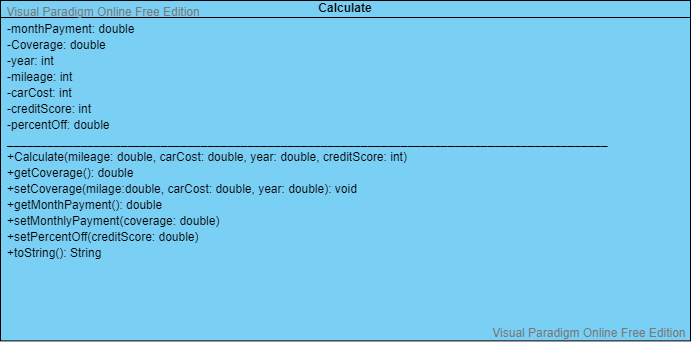 Calculate
Visual Paradigm Online Free Edition
-monthPayment: double
-Coverage: double
-year: int
-mileage: int
-carCost: int
-creditScore: int
-percentOff: double
+Calculate(mileage: double, carCost: double, year: double, creditScore: int)
+getCoverage(): double
+setCoverage(milage:double, carCost: double, year: double): void
+getMonthPayment(): double
+setMonthlyPayment(coverage: double)
+setPercentOff(creditScore: double)
+toString(): String
Visual Paradigm Online Free Edition